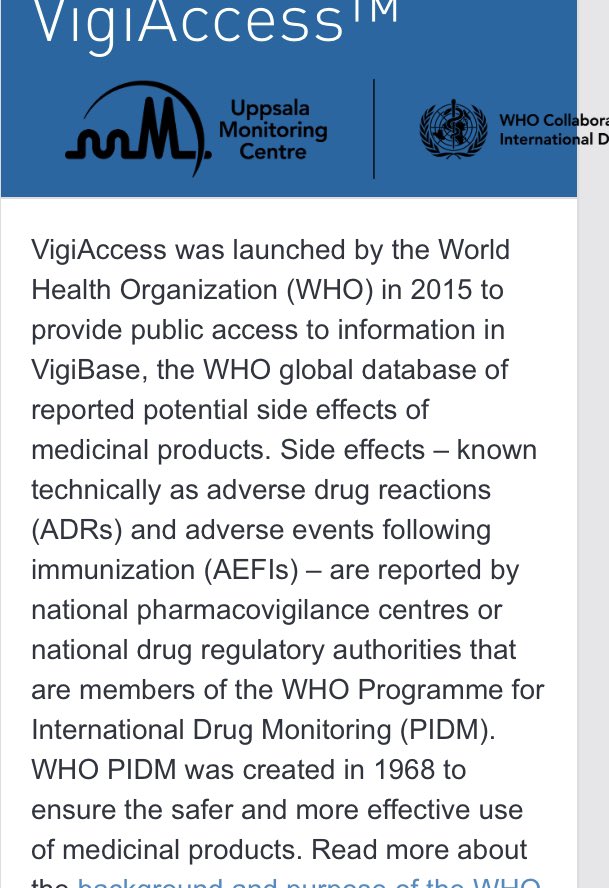 VigiAccess™
Uppsala
Monitoring
Centre
WHO
International
VigiAccess was launched by the World
Health Organization (WHO) in 2015 to
provide public access to information in
VigiBase, the WHO global database of
reported potential side effects of
medicinal products. Side effects – known
technically as adverse drug reactions
(ADRs) and adverse events following
immunization (AEFIs) – are reported by
national pharmacovigilance centres or
national drug regulatory authorities that
are members of the WHO Programme for
International Drug Monitoring (PIDM).
WHO PIDM was created in 1968 to
ensure the safer and more effective use
of medicinal products. Read more about
the background and purpose of the WHO